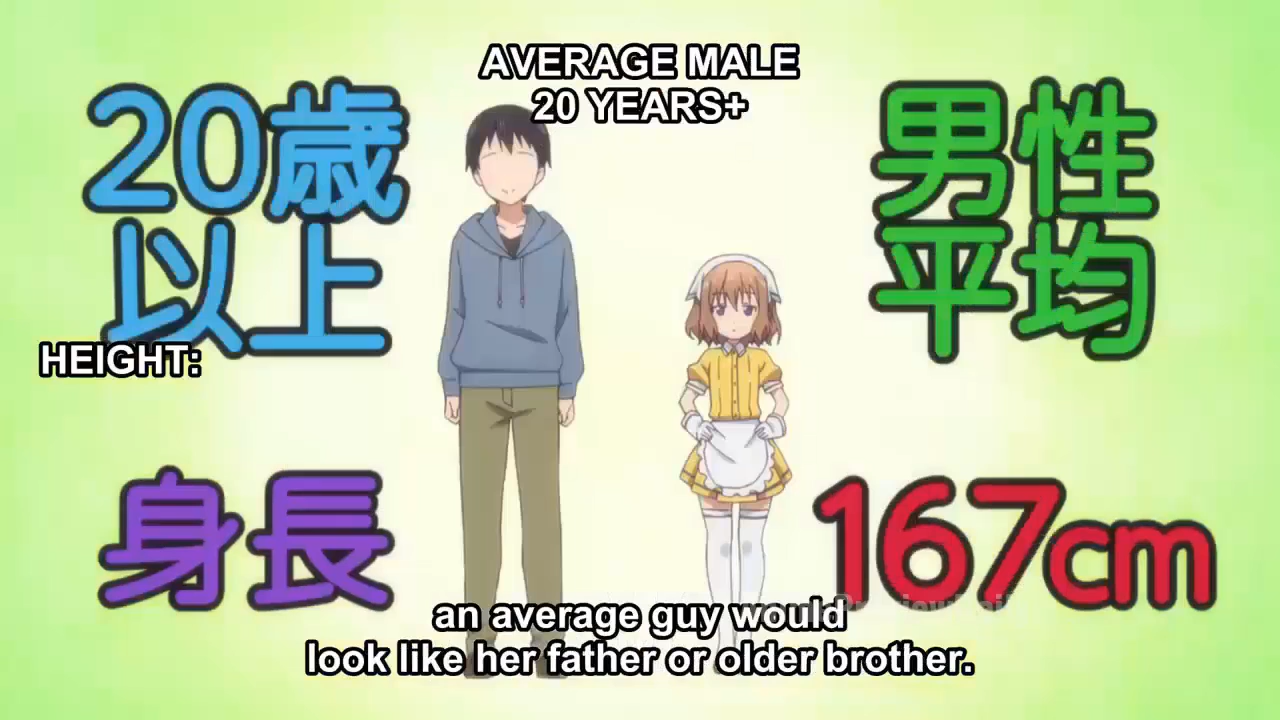 AVERAGE MALE
20 YEARS+
20歳
以上
男性
平均
HEIGHT:
身長
167cm
an average guy would
look like her father or older brother.